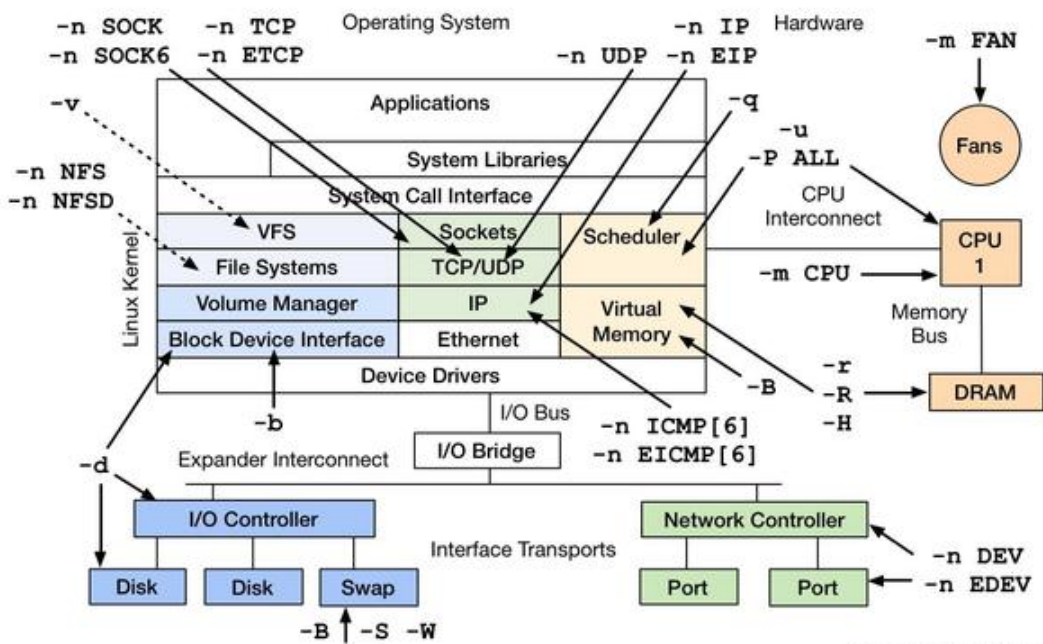 -n SOCK
-n SOCK6
-n TCP
-n ETCP
Operating System
-n UDP
-n IP
-n EIP
Hardware
-m FAN
-v
Applications
-q
Fans
-u
-P ALL
System Libraries
-n NFS
-n NFSD
System Call Interface
CPU
Interconnect
Linux Kernel
VFS
Sockets
Scheduler
CPU
1
File Systems
TCP/UDP
-m CPU
Volume Manager
IP
Virtual
Memory
Memory
Bus
Block Device Interface
Ethernet
Device Drivers
-B
-r
-R
-H
DRAM
-b
I/O Bus
-n ICMP[6]
-n EICMP[6]
-d
Expander Interconnect
I/O Bridge
I/O Controller
Network Controller
Interface Transports
-n DEV
-n EDEV
Disk
Disk
Swap
Port
Port
-B
-S
-W